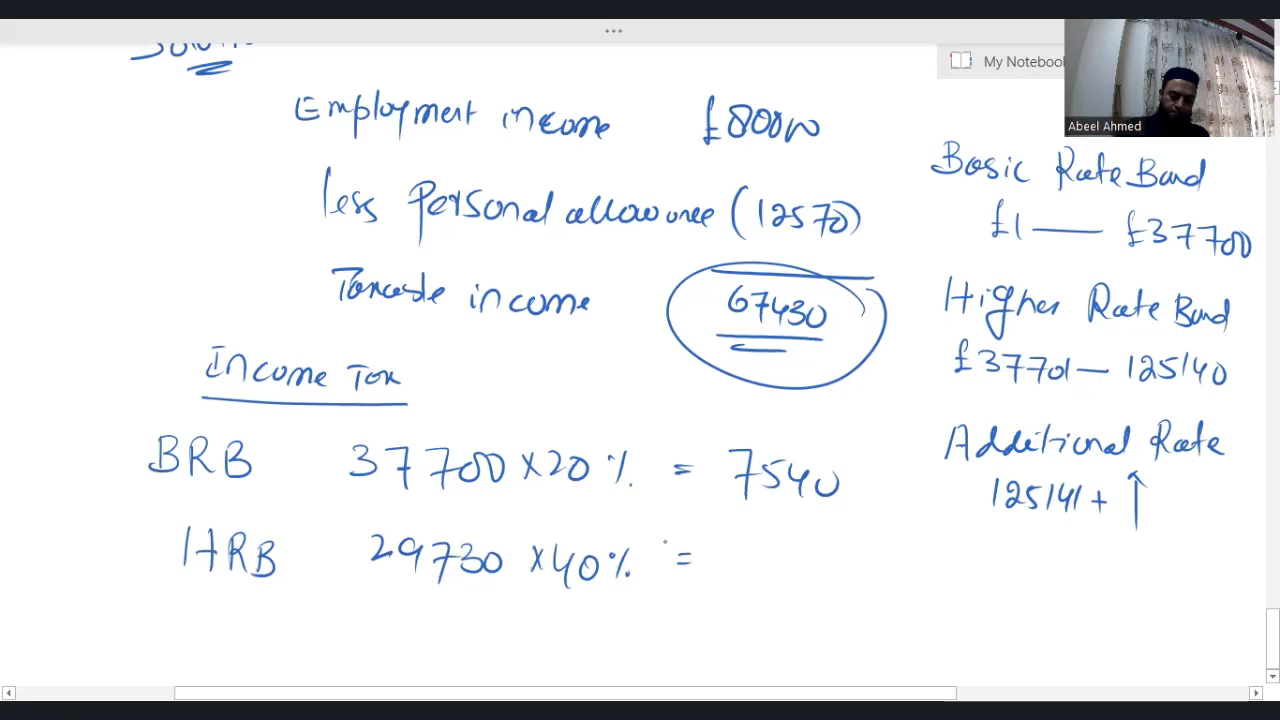 My Notebook
Abeel Ahmed
Employment income £80000
less Personal allowance (12570)
Taxable income 67430
Income Tax
BRB 37700 × 20 % = 7540
HRB 29730 × 40 % =
Basic Rate Band
£1 — £37700
Higher Rate Band
£37701 — 125140
Additional Rate
125141 + ↑